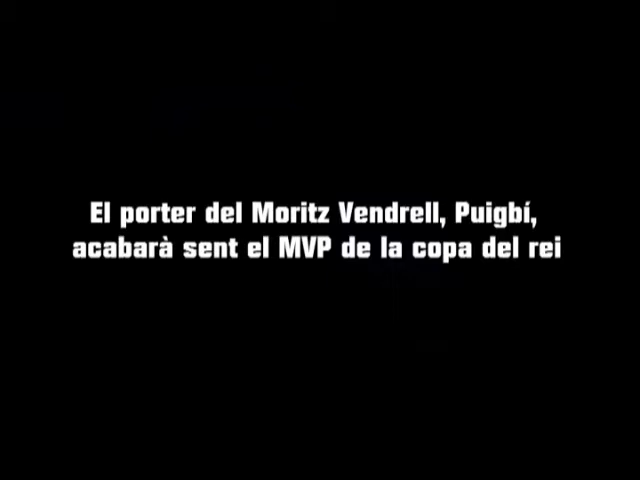 El porter del Moritz Vendrell, Puigbí,
acabarà sent el MVP de la copa del rei